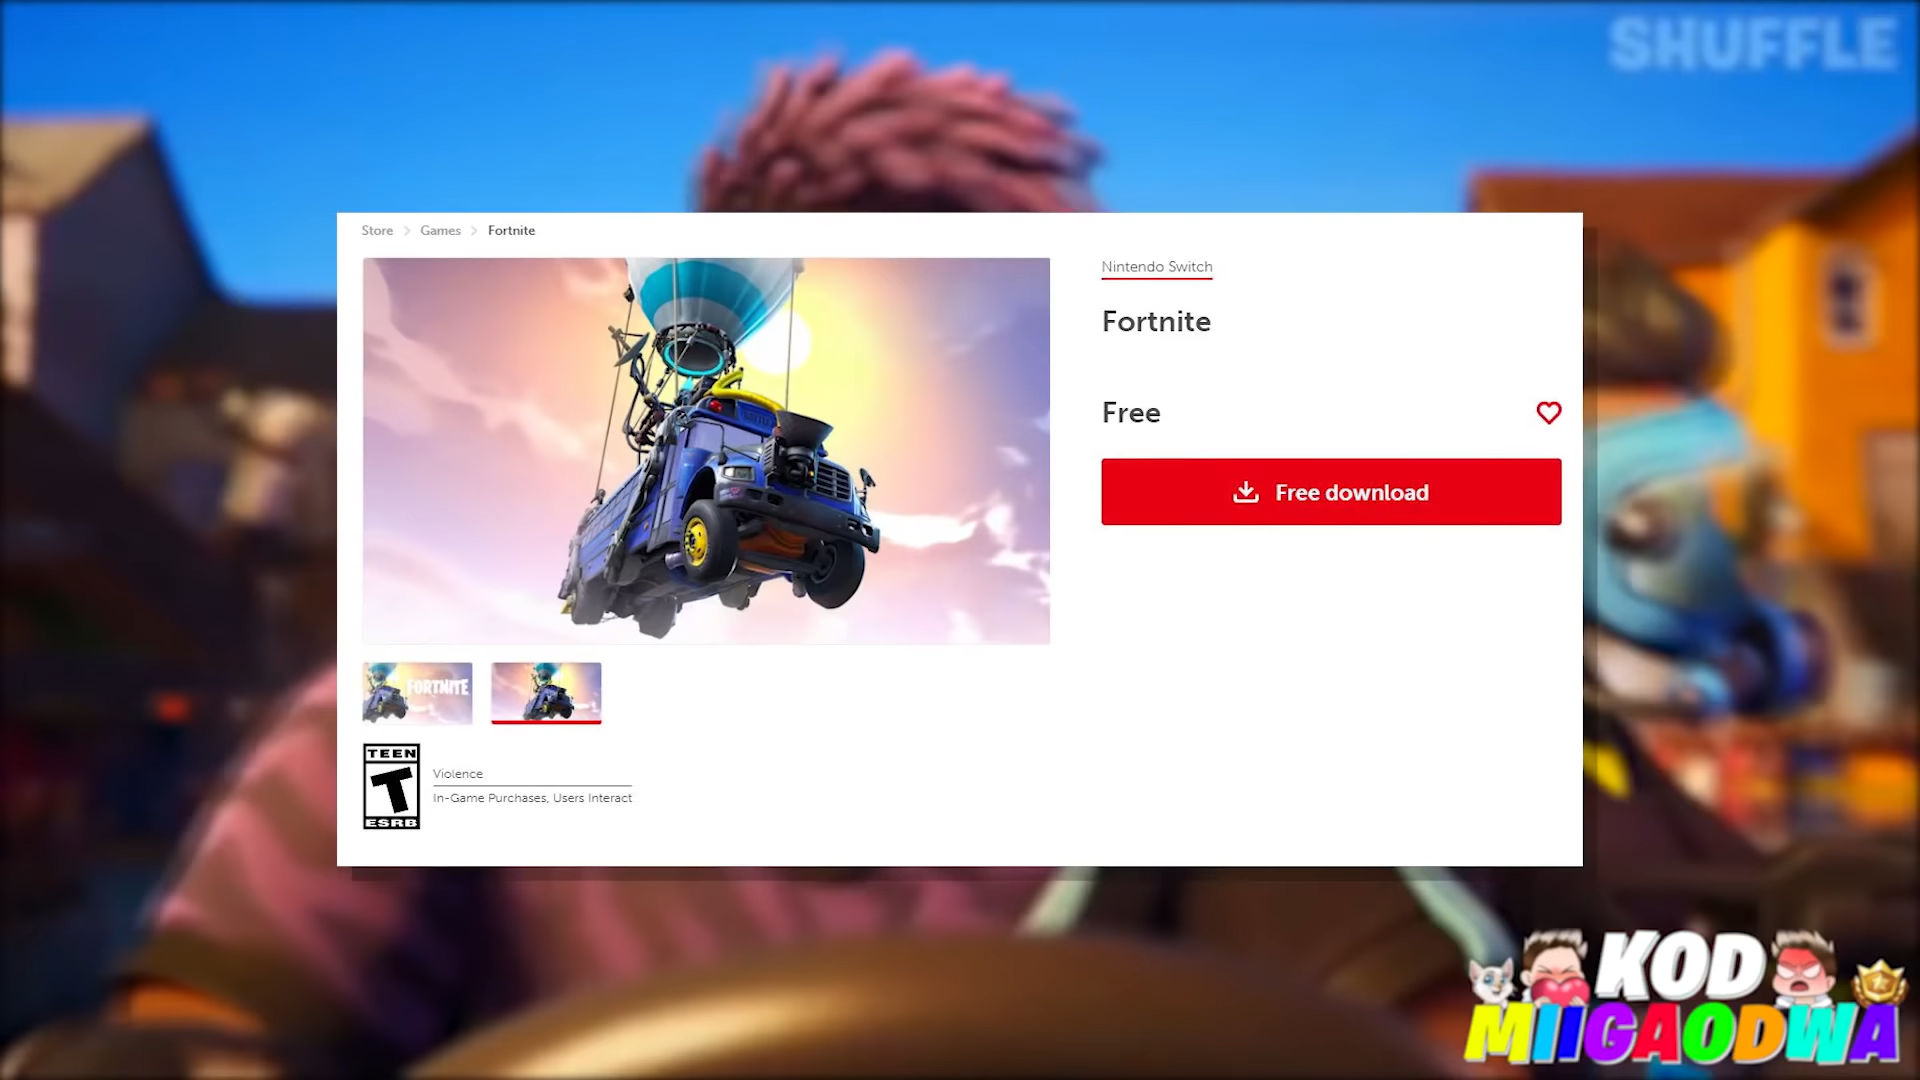 SHUFFLE
Store > Games > Fortnite
Nintendo Switch
Fortnite
Free
Free download
FORTNITE
TEEN
T
ESRB
Violence
In-Game Purchases, Users Interact
KOD
MIIGAODWA